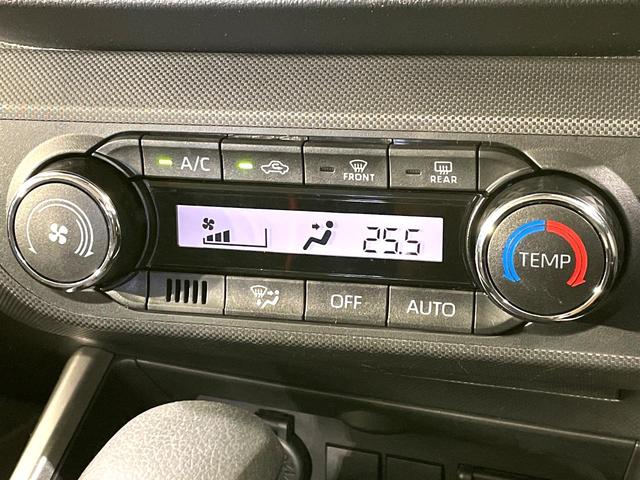 A/C
FRONT
REAR
25.5
TEMP
OFF
AUTO